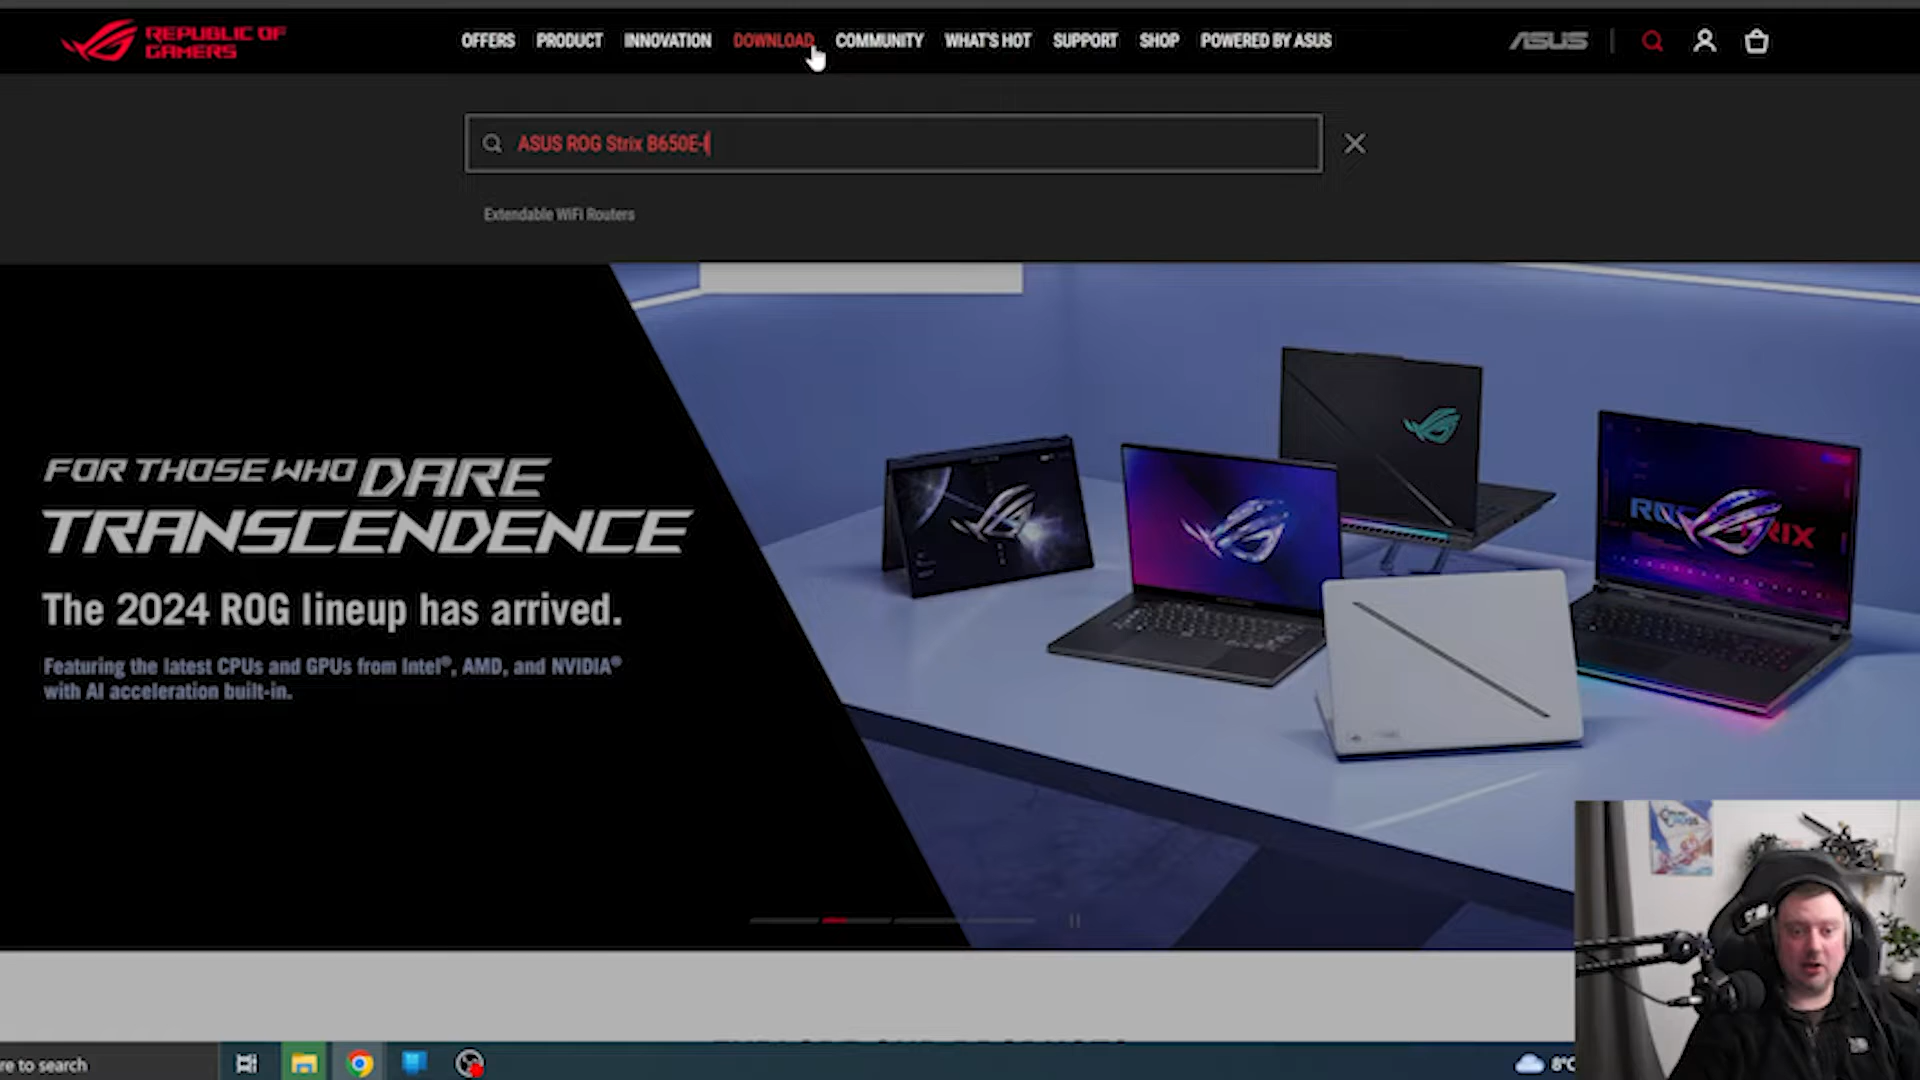 REPUBLIC OF
GAMERS
OFFERS PRODUCT INNOVATION DOWNLOAD COMMUNITY WHAT'S HOT SUPPORT SHOP POWERED BY ASUS
ASUS
ASUS ROG Strix B650E-
Extendable WiFi Routers
FOR THOSE WHO DARE
TRANSCENDENCE
The 2024 ROG lineup has arrived.
Featuring the latest CPUs and GPUs from Intel®, AMD, and NVIDIA®
with AI acceleration built-in.
re to search
8°C